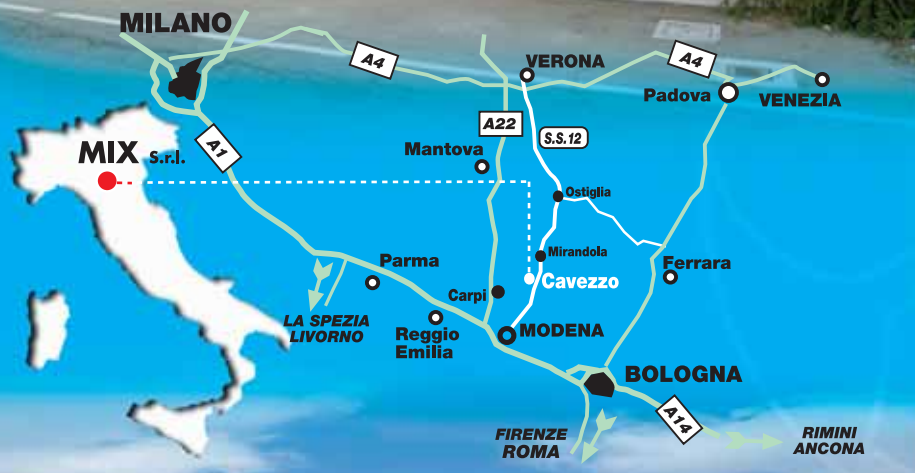 MILANO
A4
VERONA
A4
Padova
VENEZIA
A22
S.S.12
A1
Mantova
MIX S.r.l.
Ostiglia
Mirandola
Parma
Ferrara
Cavezzo
Carpi
LA SPEZIA
LIVORNO
Reggio
Emilia
MODENA
BOLOGNA
A14
FIRENZE
ROMA
RIMINI
ANCONA